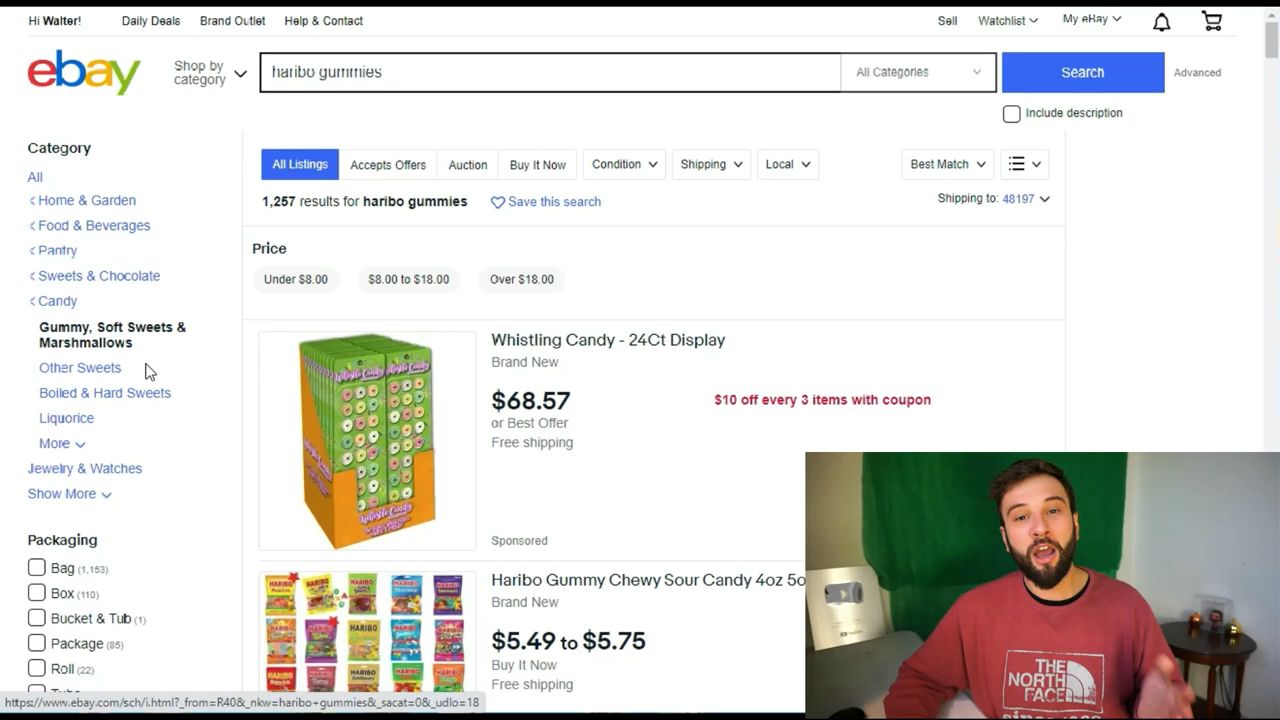 Hi Walter!
Daily Deals
Brand Outlet
Help & Contact
Sell
Watchlist
My eBay
ebay
Shop by
category
haribo gummies
All Categories
Search
Advanced
Include description
Category
All
Home & Garden
Food & Beverages
Pantry
Sweets & Chocolate
Candy
Gummy, Soft Sweets &
Marshmallows
Other Sweets
Boiled & Hard Sweets
Liquorice
More
Jewelry & Watches
Show More
Packaging
Bag (1,153)
Box (110)
Bucket & Tub (1)
Package (85)
Roll (22)
All Listings
Accepts Offers
Auction
Buy It Now
Condition
Shipping
Local
Best Match
1,257 results for haribo gummies
Save this search
Shipping to: 48197
Price
Under $8.00
$8.00 to $18.00
Over $18.00
Whistling Candy - 24Ct Display
Brand New
$68.57
or Best Offer
Free shipping
$10 off every 3 items with coupon
Sponsored
Whistle Candy
Haribo Gummy Chewy Sour Candy 4oz 5o
Brand New
$5.49 to $5.75
Buy It Now
Free shipping
HARIBO
https://www.ebay.com/sch/i.html?_from=R40&_nkw=haribo+gummies&_sacat=0&_udlo=18
THE
NORTH
FACE